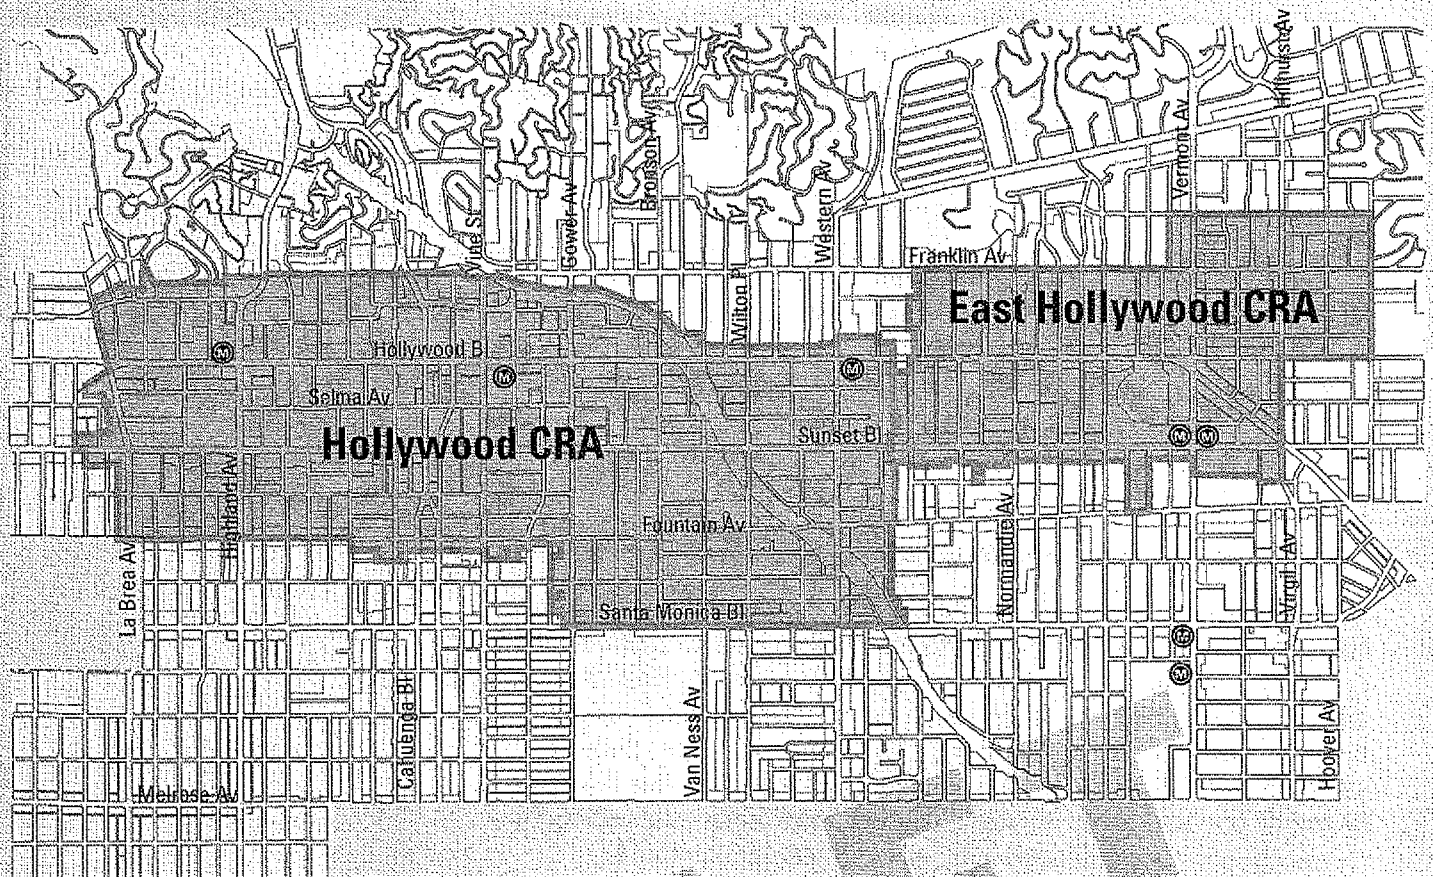 Hillhurst Av
Vermont Av
Bronson Av
Gower Av
Vine St
Western Av
Wilton Pl
Franklin Av
East Hollywood CRA
Hollywood B
M
M
M
Selma Av
Hollywood CRA
Sunset Bl
M
M
Highland Av
Fountain Av
Normandie Av
La Brea Av
Virgil Av
Santa Monica Bl
M
M
Cahuenga Bl
Van Ness Av
Hoover Av
Melrose Av